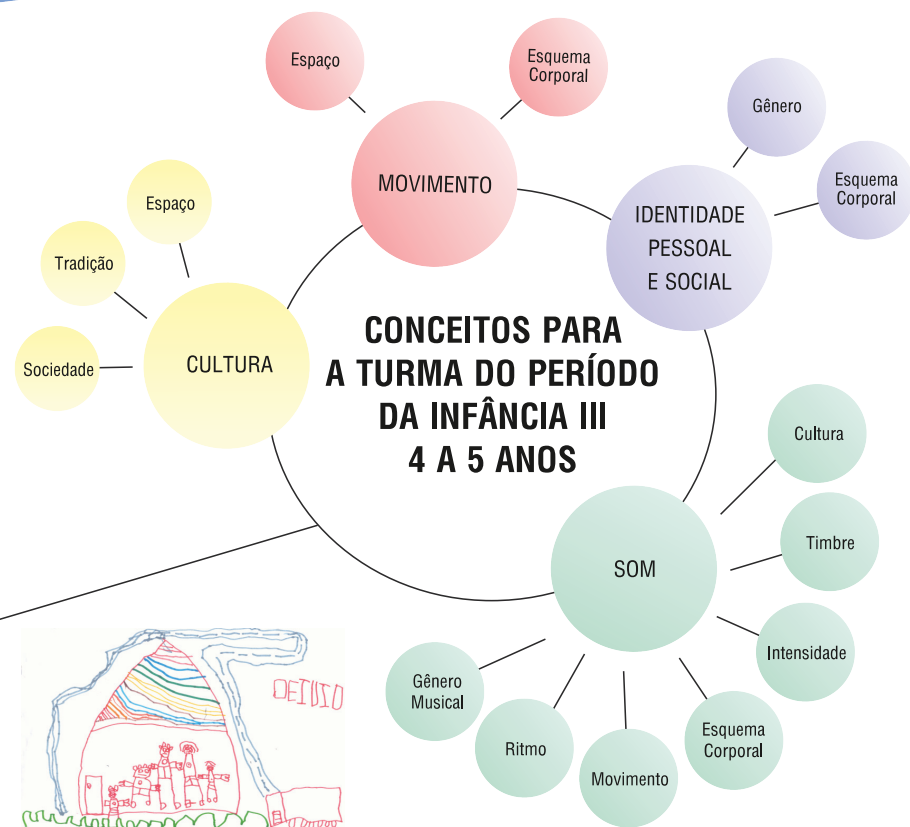 Espaço
Esquema
Corporal
MOVIMENTO
Gênero
Esquema
Corporal
IDENTIDADE
PESSOAL
E SOCIAL
Espaço
Tradição
Sociedade
CULTURA
CONCEITOS PARA
A TURMA DO PERÍODO
DA INFÂNCIA III
4 A 5 ANOS
SOM
Cultura
Timbre
Intensidade
Esquema
Corporal
Movimento
Ritmo
Gênero
Musical